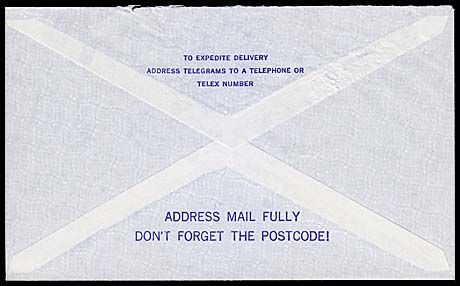 TO EXPEDITE DELIVERY
ADDRESS TELEGRAMS TO A TELEPHONE OR
TELEX NUMBER
ADDRESS MAIL FULLY
DON'T FORGET THE POSTCODE!